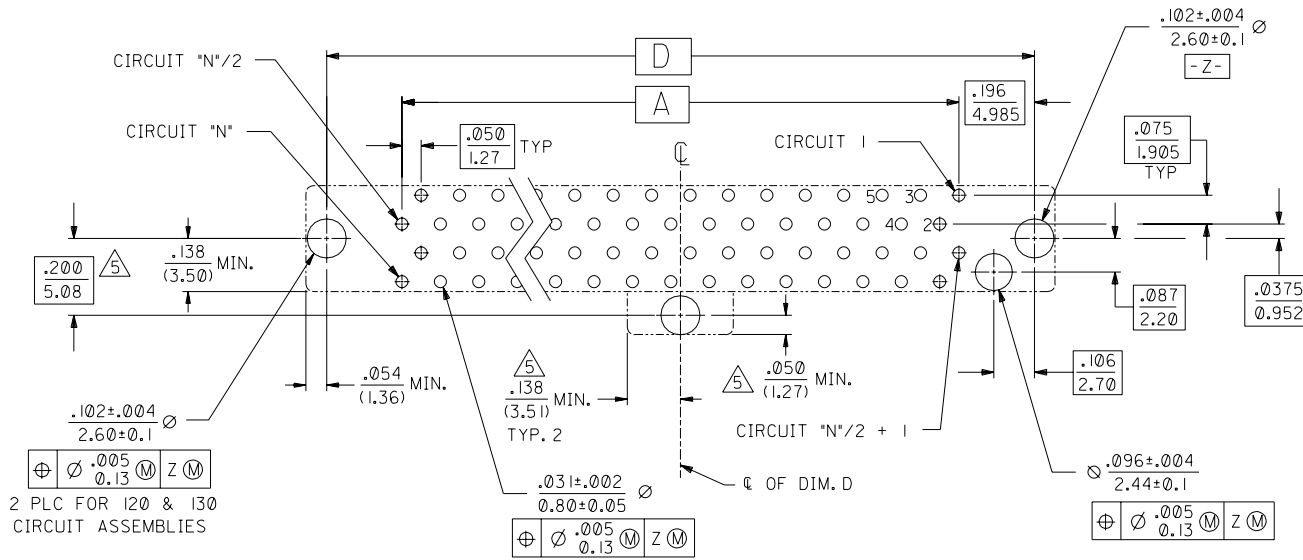 CIRCUIT "N"/2
CIRCUIT "N"
D
A
.050
1.27
TYP
℄
CIRCUIT 1
.196
4.985
.102±.004
2.60±0.1
Ø
-Z-
.075
1.905
TYP
5
3
4
2
.200
5.08
5
.138
(3.50)
MIN.
.087
2.20
.0375
0.952
.106
2.70
.054
(1.36)
MIN.
5
.138
(3.51)
MIN.
TYP. 2
5
.050
(1.27)
MIN.
CIRCUIT "N"/2 + 1
℄ OF DIM. D
.102±.004
2.60±0.1
Ø
⌖ Ø .005
0.13
Ⓜ Z Ⓜ
2 PLC FOR 120 & 130
CIRCUIT ASSEMBLIES
.031±.002
0.80±0.05
Ø
⌖ Ø .005
0.13
Ⓜ Z Ⓜ
Ø
.096±.004
2.44±0.1
⌖ Ø .005
0.13
Ⓜ Z Ⓜ